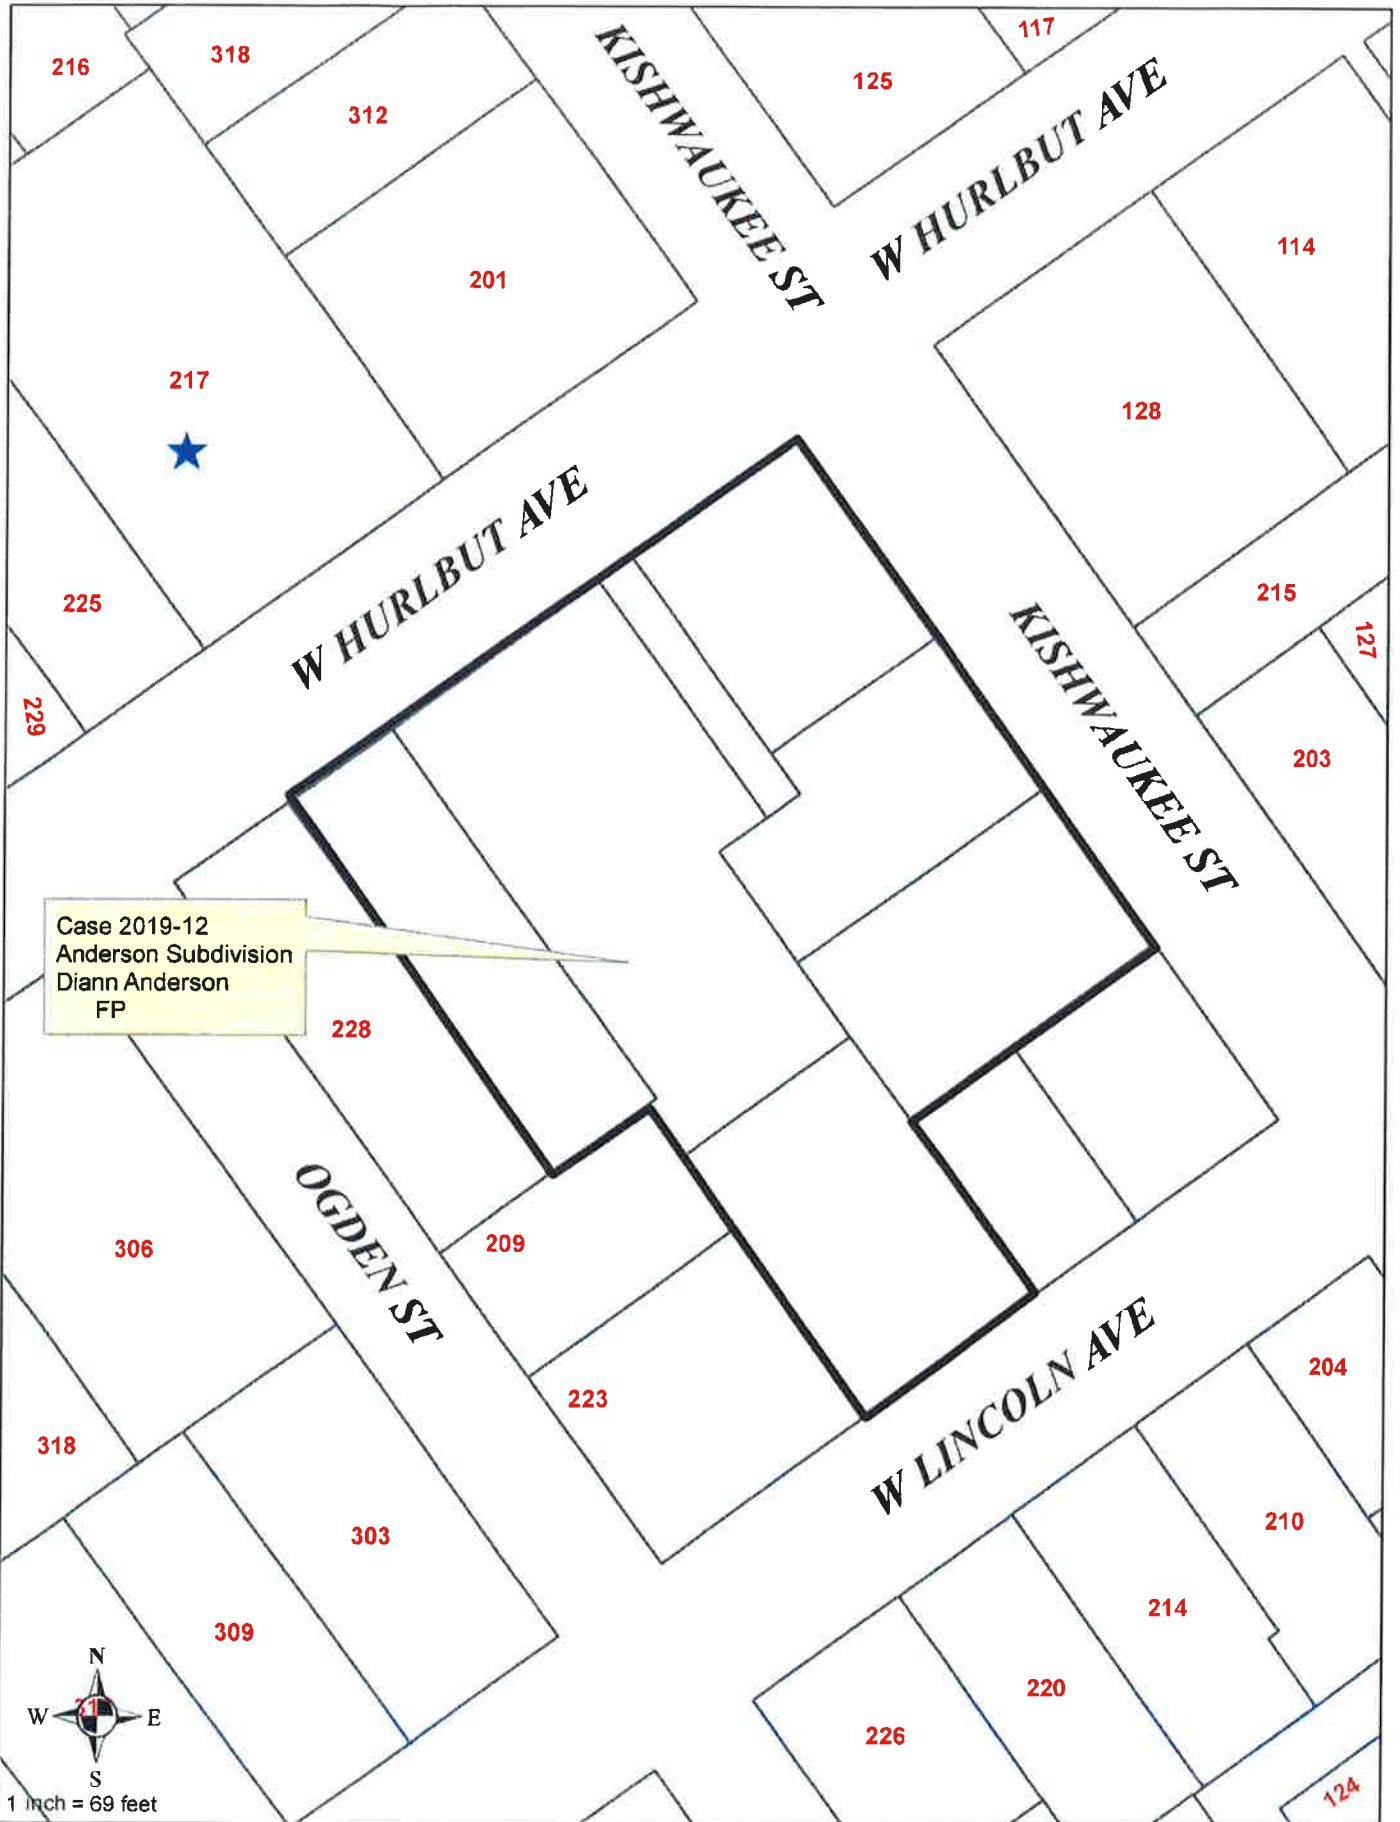 216
318
312
KISHWAUKEE ST
125
117
W HURLBUT AVE
114
201
217
128
W HURLBUT AVE
225
215
127
229
KISHWAUKEE ST
203
Case 2019-12
Anderson Subdivision
Diann Anderson
FP
228
OGDEN ST
306
209
223
W LINCOLN AVE
204
318
303
210
309
214
220
226
124
N
W
E
S
1 inch = 69 feet